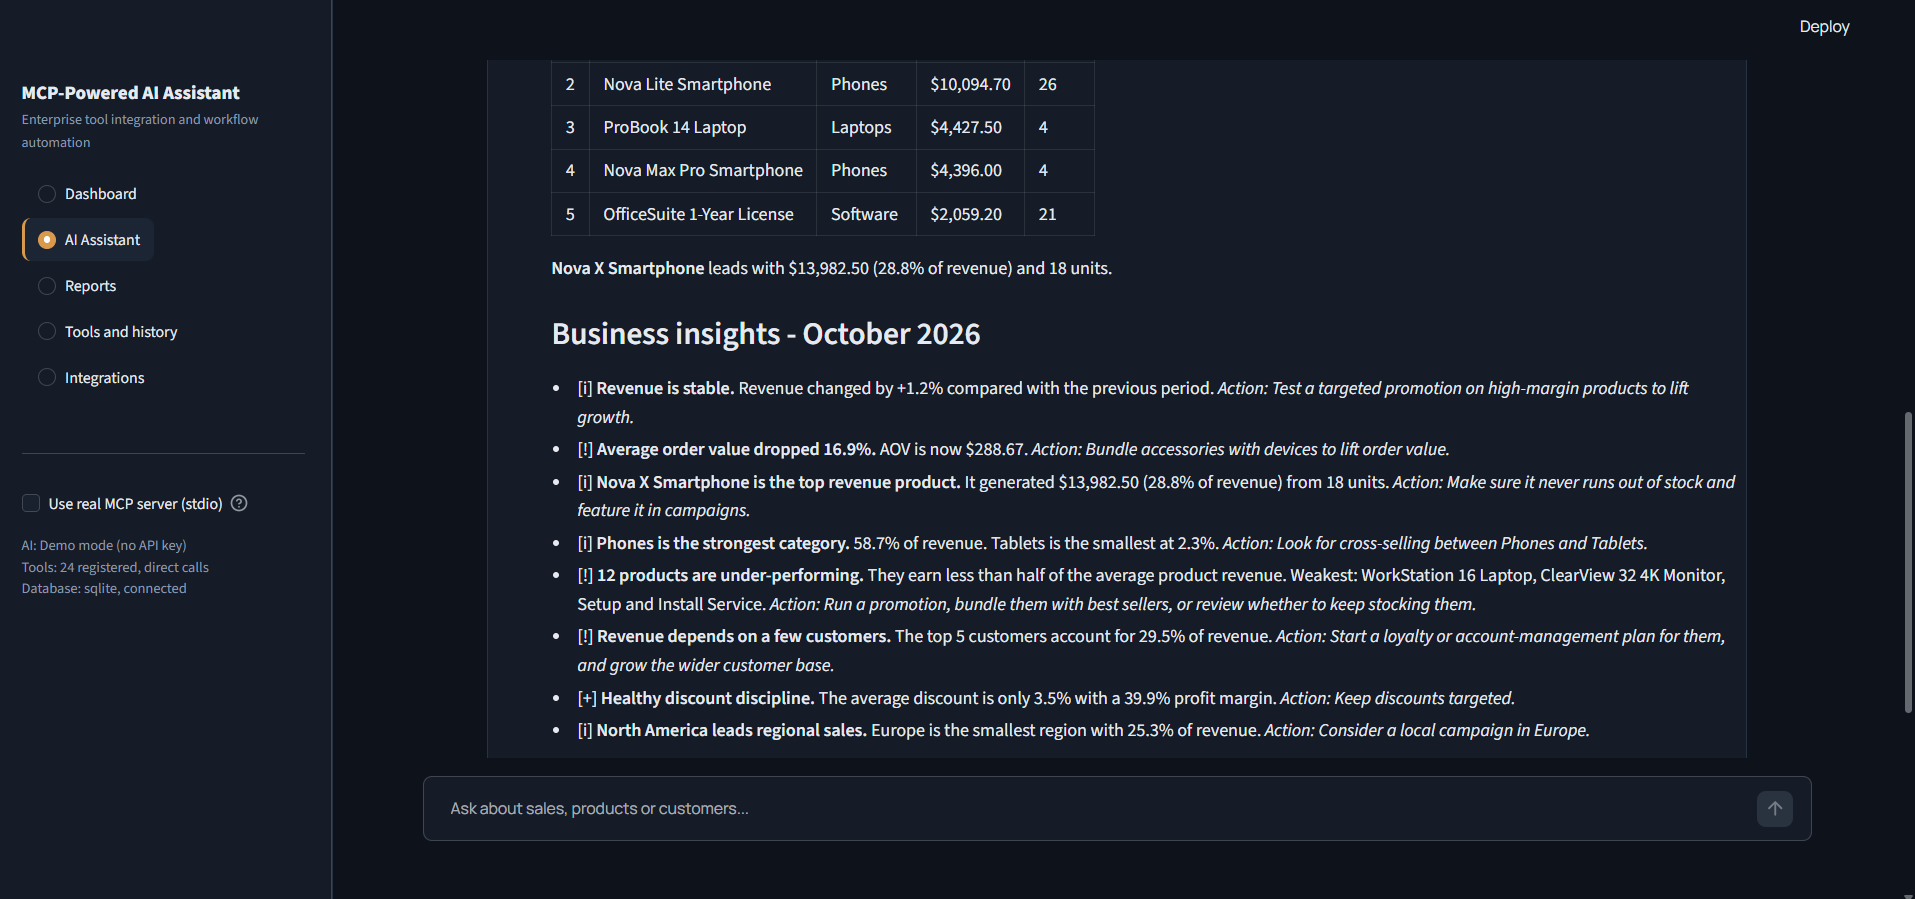 Deploy
MCP-Powered AI Assistant
Enterprise tool integration and workflow
automation
Dashboard
AI Assistant
Reports
Tools and history
Integrations
Use real MCP server (stdio)
AI: Demo mode (no API key)
Tools: 24 registered, direct calls
Database: sqlite, connected
2 Nova Lite Smartphone Phones $10,094.70 26
3 ProBook 14 Laptop Laptops $4,427.50 4
4 Nova Max Pro Smartphone Phones $4,396.00 4
5 OfficeSuite 1-Year License Software $2,059.20 21
Nova X Smartphone leads with $13,982.50 (28.8% of revenue) and 18 units.
Business insights - October 2026
• [i] Revenue is stable. Revenue changed by +1.2% compared with the previous period. Action: Test a targeted promotion on high-margin products to lift
growth.
• [!] Average order value dropped 16.9%. AOV is now $288.67. Action: Bundle accessories with devices to lift order value.
• [i] Nova X Smartphone is the top revenue product. It generated $13,982.50 (28.8% of revenue) from 18 units. Action: Make sure it never runs out of stock and
feature it in campaigns.
• [i] Phones is the strongest category. 58.7% of revenue. Tablets is the smallest at 2.3%. Action: Look for cross-selling between Phones and Tablets.
• [!] 12 products are under-performing. They earn less than half of the average product revenue. Weakest: WorkStation 16 Laptop, ClearView 32 4K Monitor,
Setup and Install Service. Action: Run a promotion, bundle them with best sellers, or review whether to keep stocking them.
• [!] Revenue depends on a few customers. The top 5 customers account for 29.5% of revenue. Action: Start a loyalty or account-management plan for them,
and grow the wider customer base.
• [+] Healthy discount discipline. The average discount is only 3.5% with a 39.9% profit margin. Action: Keep discounts targeted.
• [i] North America leads regional sales. Europe is the smallest region with 25.3% of revenue. Action: Consider a local campaign in Europe.
Ask about sales, products or customers...